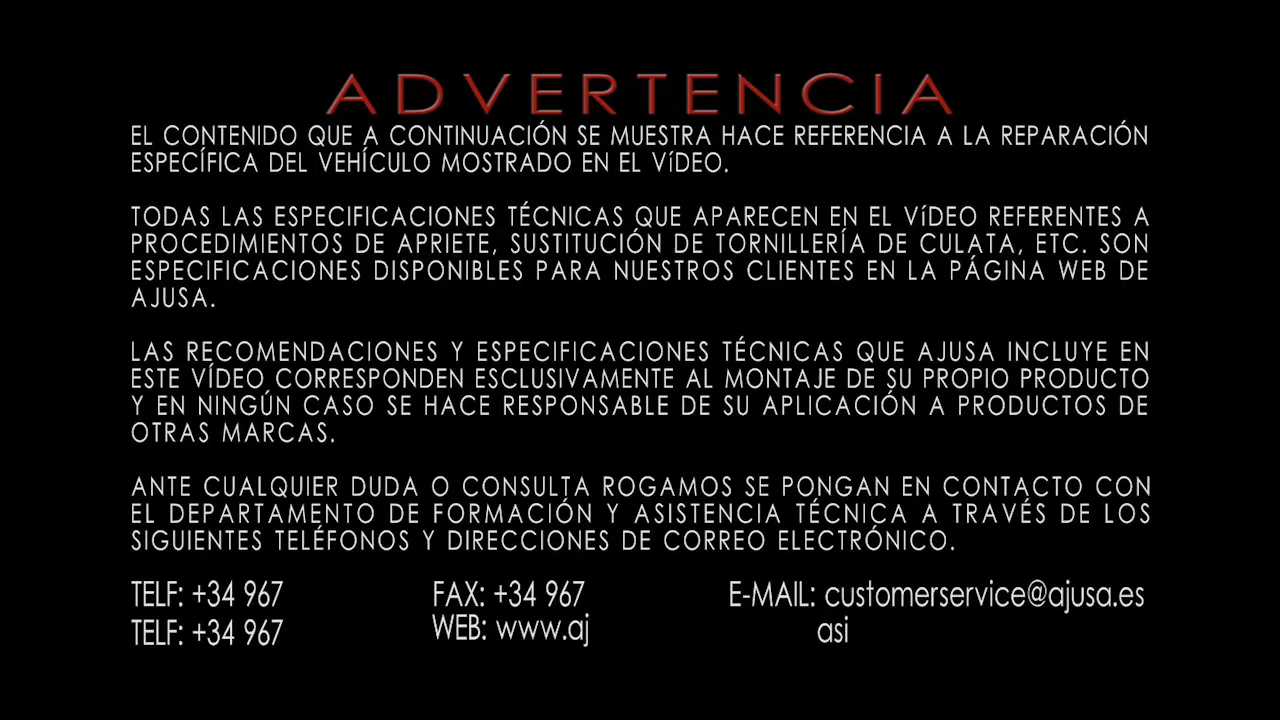 ADVERTENCIA
EL CONTENIDO QUE A CONTINUACIÓN SE MUESTRA HACE REFERENCIA A LA REPARACIÓN
ESPECÍFICA DEL VEHÍCULO MOSTRADO EN EL VíDEO.
TODAS LAS ESPECIFICACIONES TÉCNICAS QUE APARECEN EN EL VíDEO REFERENTES A
PROCEDIMIENTOS DE APRIETE, SUSTITUCIÓN DE TORNILLERÍA DE CULATA, ETC. SON
ESPECIFICACIONES DISPONIBLES PARA NUESTROS CLIENTES EN LA PÁGINA WEB DE
AJUSA.
LAS RECOMENDACIONES Y ESPECIFICACIONES TÉCNICAS QUE AJUSA INCLUYE EN
ESTE VÍDEO CORRESPONDEN ESCLUSIVAMENTE AL MONTAJE DE SU PROPIO PRODUCTO
Y EN NINGÚN CASO SE HACE RESPONSABLE DE SU APLICACIÓN A PRODUCTOS DE
OTRAS MARCAS.
ANTE CUALQUIER DUDA O CONSULTA ROGAMOS SE PONGAN EN CONTACTO CON
EL DEPARTAMENTO DE FORMACIÓN Y ASISTENCIA TÉCNICA A TRAVÉS DE LOS
SIGUIENTES TELÉFONOS Y DIRECCIONES DE CORREO ELECTRÓNICO.
TELF: +34 967 FAX: +34 967 E-MAIL: customerservice@ajusa.es
TELF: +34 967 WEB: www.aj asi